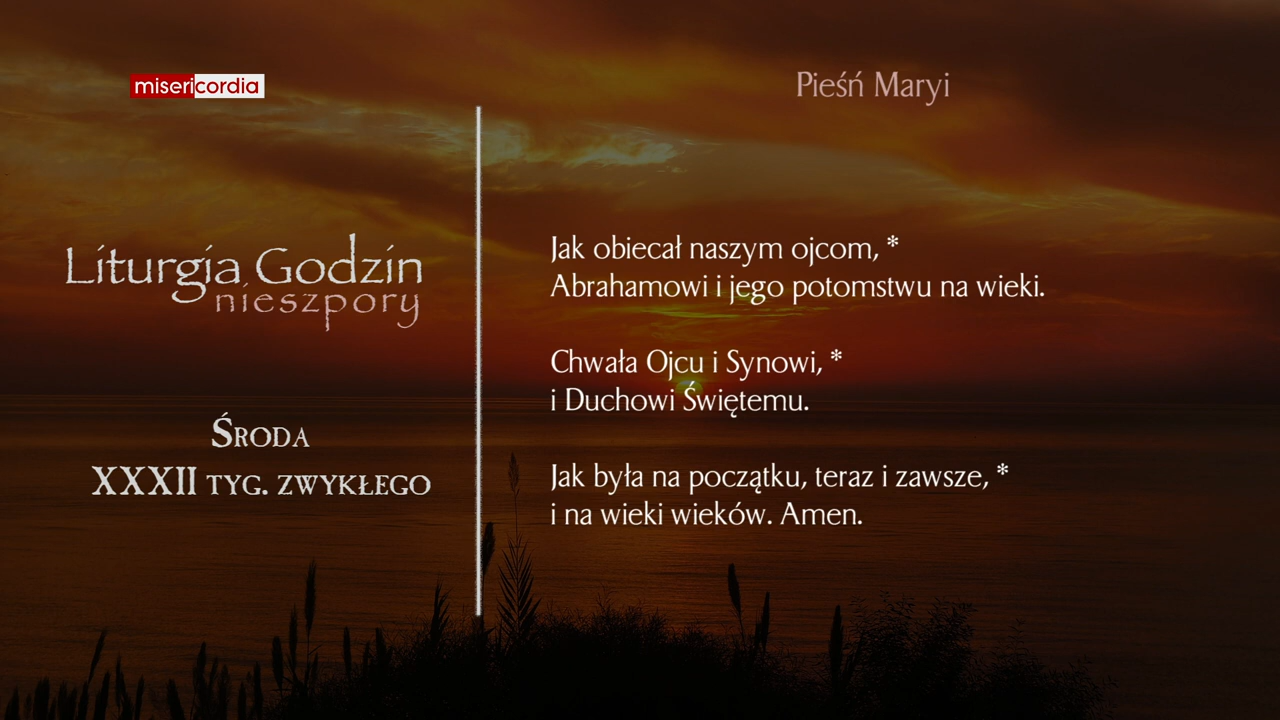 misericordia
Pieśń Maryi
Liturgia Godzin
nieszpory
Środa
XXXII tyg. zwykłego
Jak obiecał naszym ojcom, *
Abrahamowi i jego potomstwu na wieki.
Chwała Ojcu i Synowi, *
i Duchowi Świętemu.
Jak była na początku, teraz i zawsze, *
i na wieki wieków. Amen.